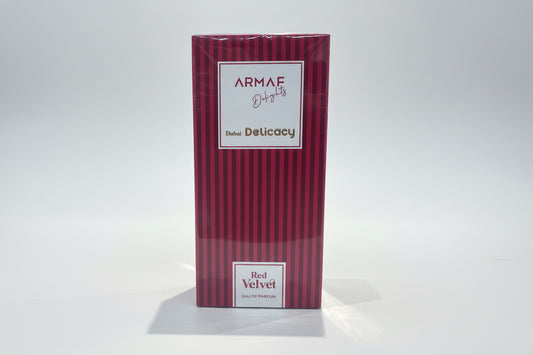 ARMAF
Delights
Dubai Delicacy
Red
Velvet
EAU DE PARFUM